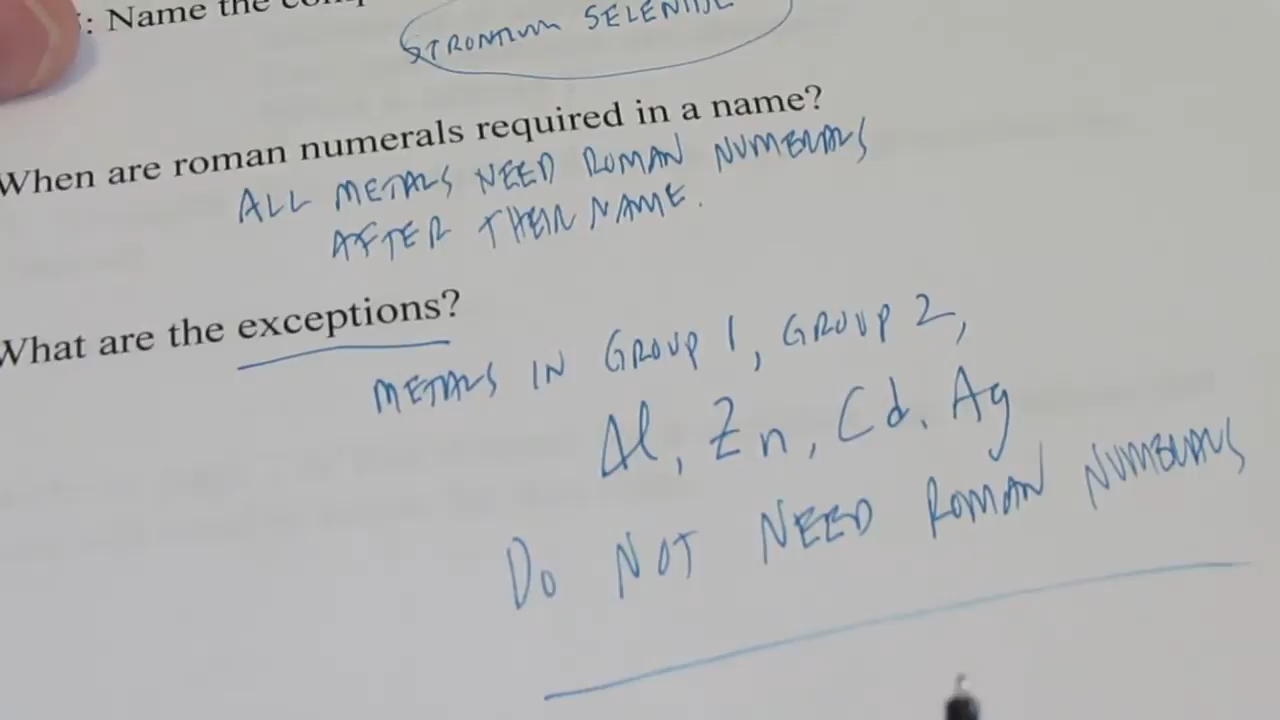 : Name the
STRONTIUM SELENIDE
When are roman numerals required in a name?
ALL METALS NEED ROMAN NUMERALS
AFTER THEIR NAME.
What are the exceptions?
METALS IN GROUP 1, GROUP 2,
Al, Zn, Cd, Ag
DO NOT NEED ROMAN NUMERALS